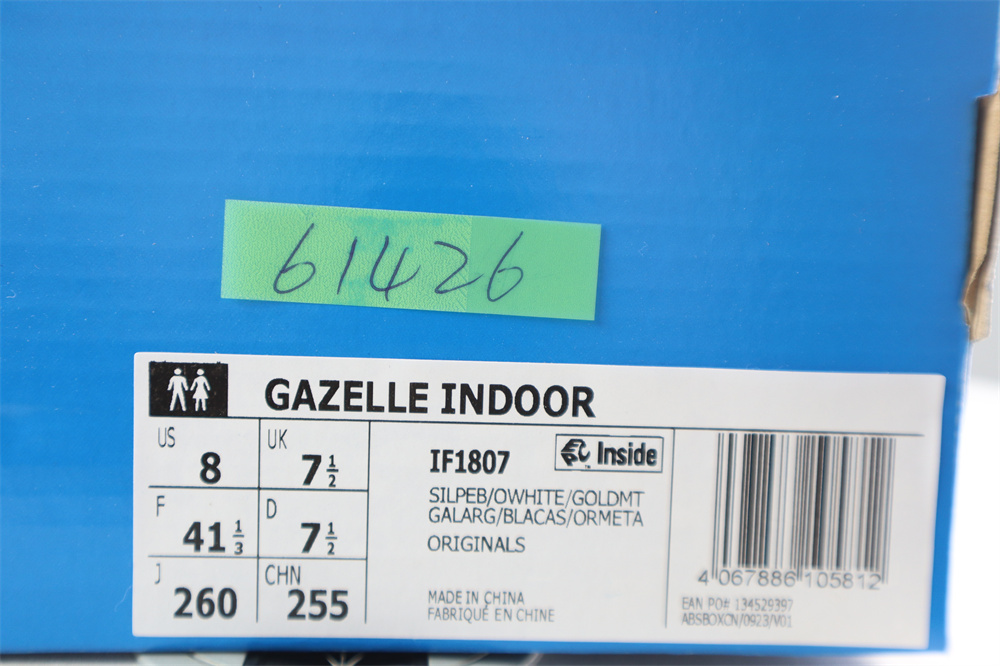 61426
GAZELLE INDOOR
US 8 UK 7 1/2
F 41 1/3 D 7 1/2
J 260 CHN 255
IF1807 Inside
SILPEB/OWHITE/GOLDMT
GALARG/BLACAS/ORMETA
ORIGINALS
MADE IN CHINA
FABRIQUÉ EN CHINE
4 067886 105812
EAN PO# 134529397
ABSBOXCN/0923/V01